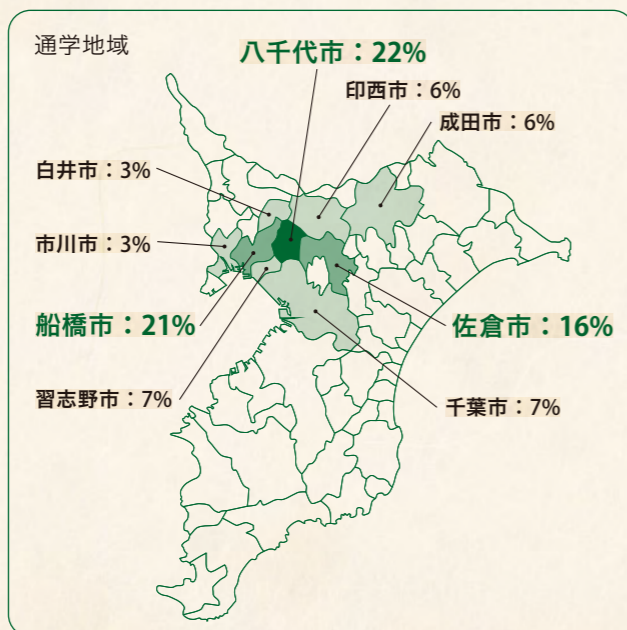 通学地域
八千代市：22%
印西市：6%
成田市：6%
白井市：3%
市川市：3%
船橋市：21%
佐倉市：16%
習志野市：7%
千葉市：7%